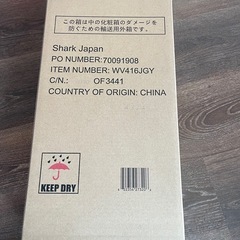 この箱は中の化粧箱のダメージを
防ぐための輸送用外箱です。
Shark Japan
PO NUMBER:70091908
ITEM NUMBER: WV416JGY
C/N.: OF3441
COUNTRY OF ORIGIN: CHINA
KEEP DRY